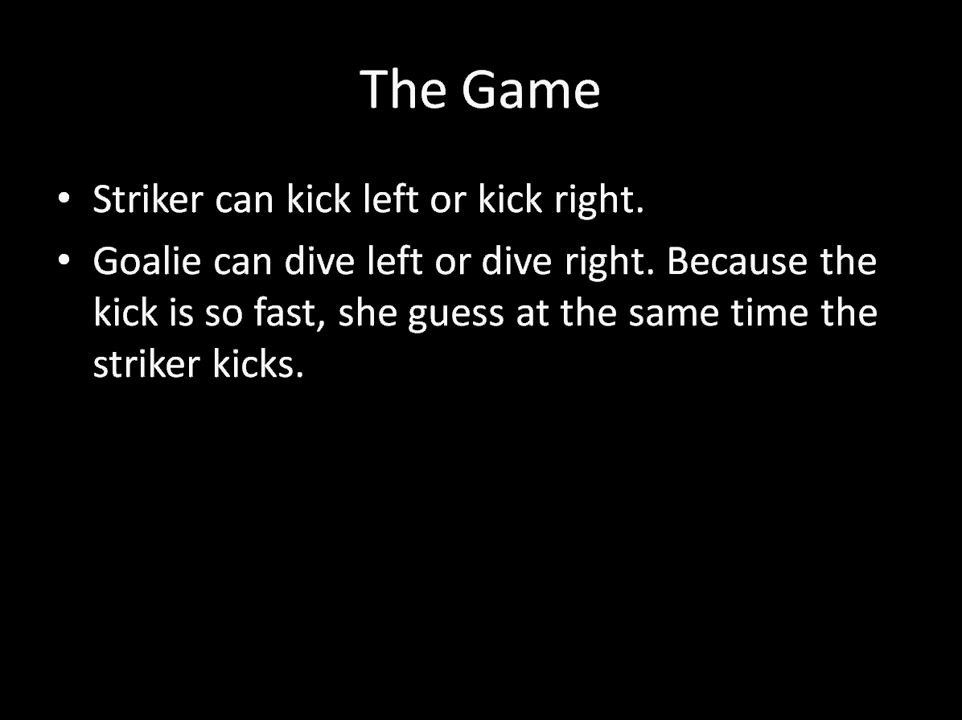 The Game
• Striker can kick left or kick right.
• Goalie can dive left or dive right. Because the
kick is so fast, she guess at the same time the
striker kicks.